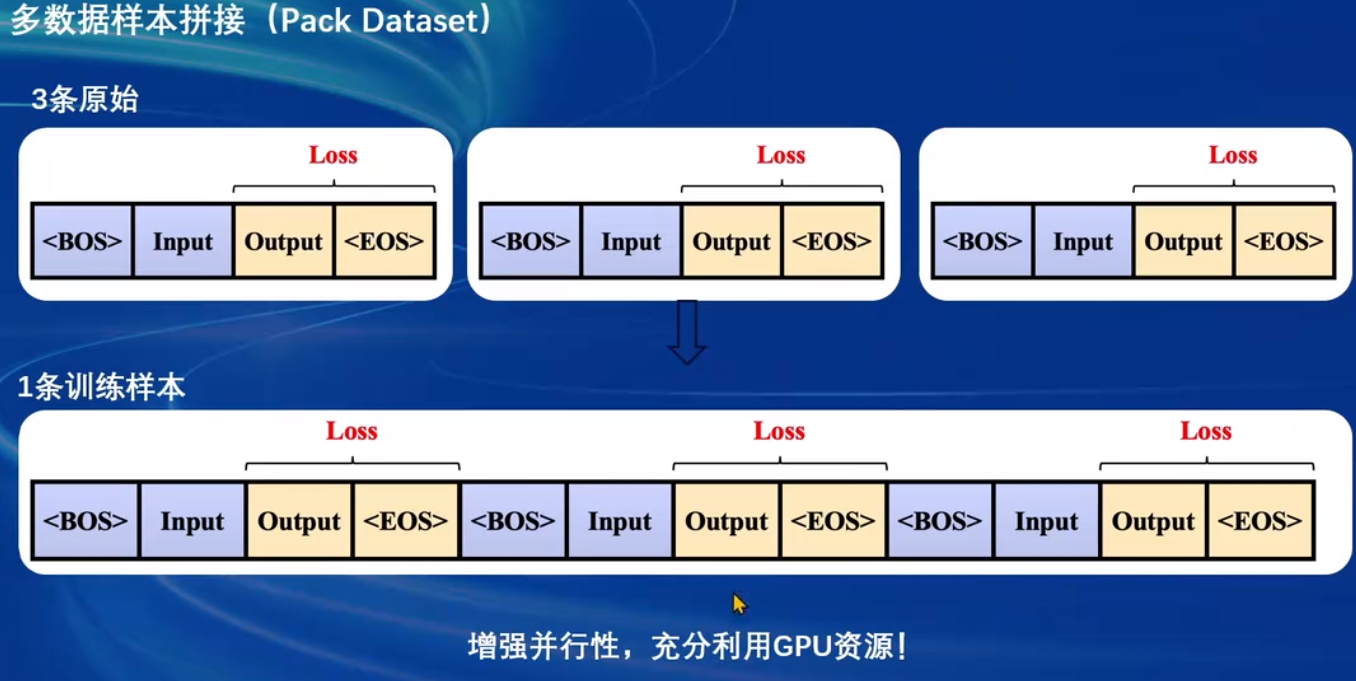 多数据样本拼接（Pack Dataset）
3条原始
Loss Loss Loss
<BOS> Input Output <EOS> <BOS> Input Output <EOS> <BOS> Input Output <EOS>
1条训练样本
Loss Loss Loss
<BOS> Input Output <EOS> <BOS> Input Output <EOS> <BOS> Input Output <EOS>
增强并行性，充分利用GPU资源！